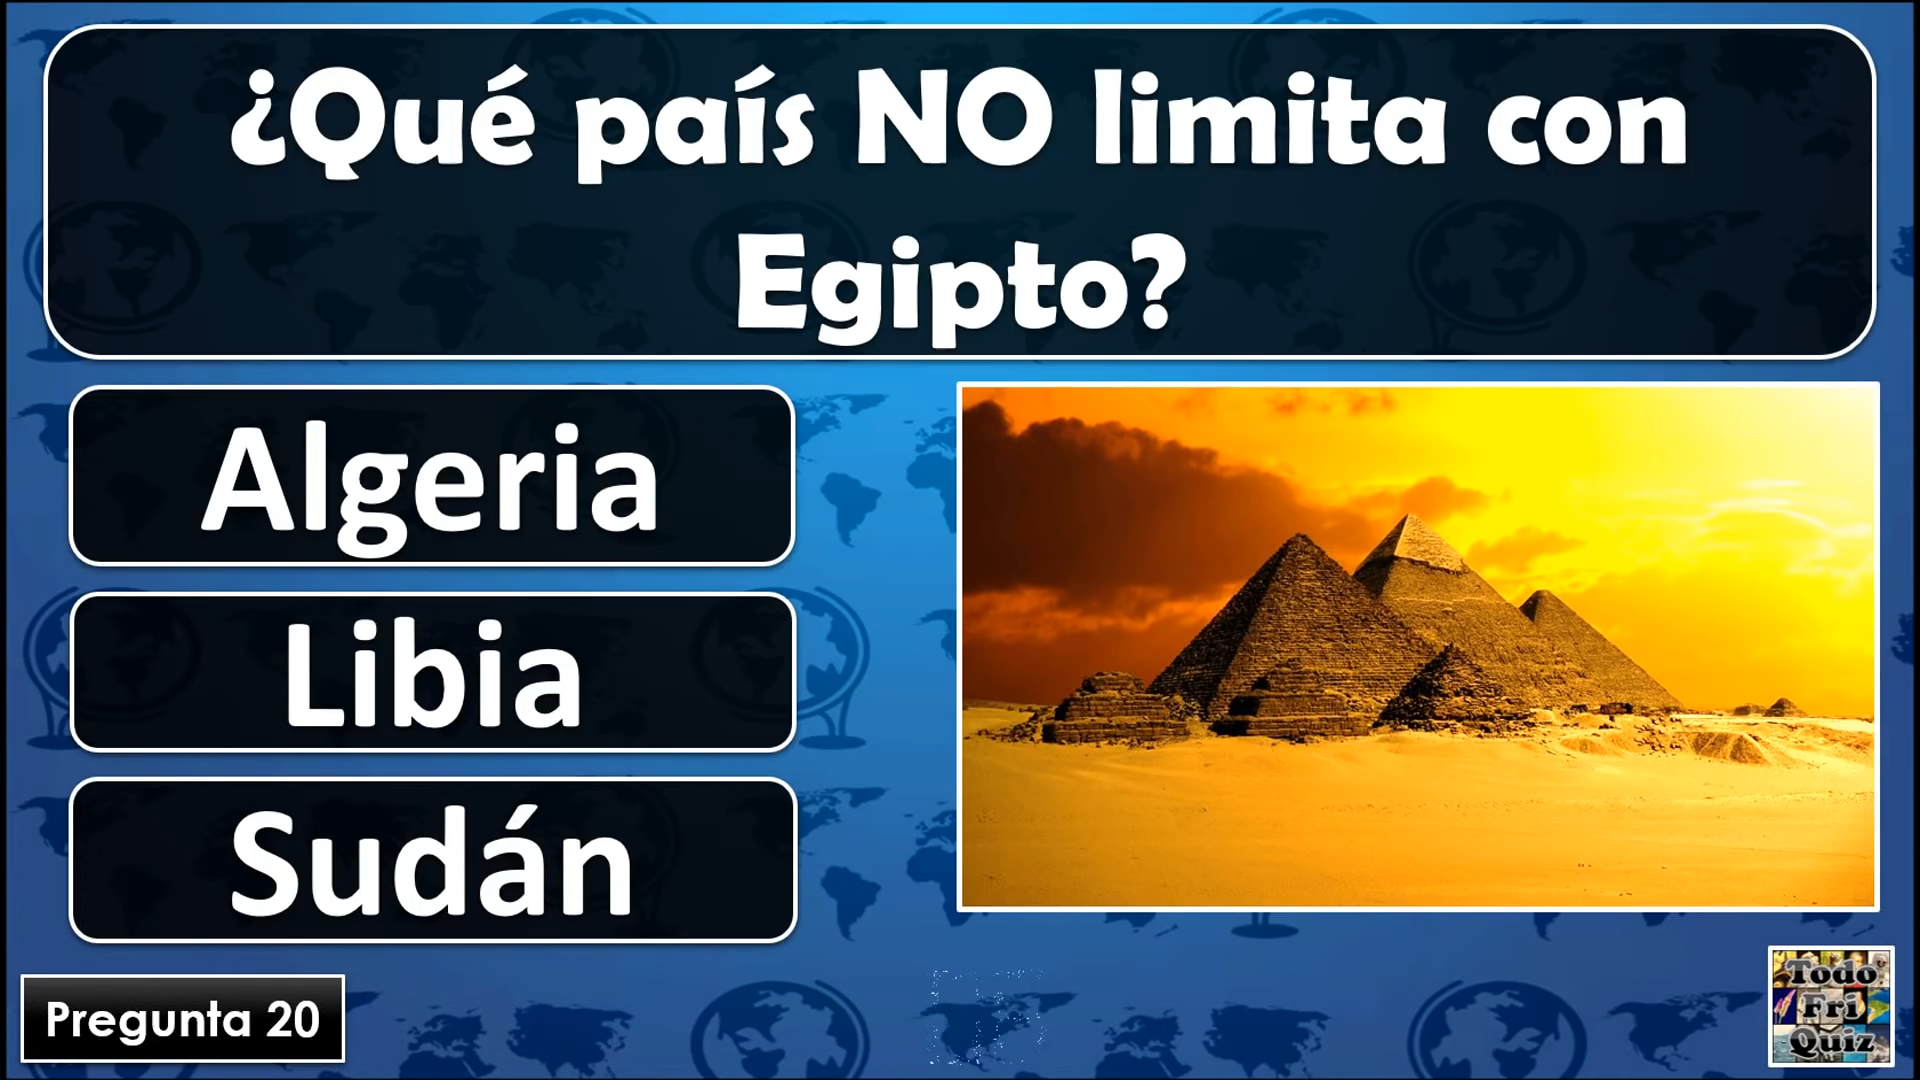 ¿Qué país NO limita con
Egipto?
Algeria
Libia
Sudán
Pregunta 20
Todo
Fri
Quiz